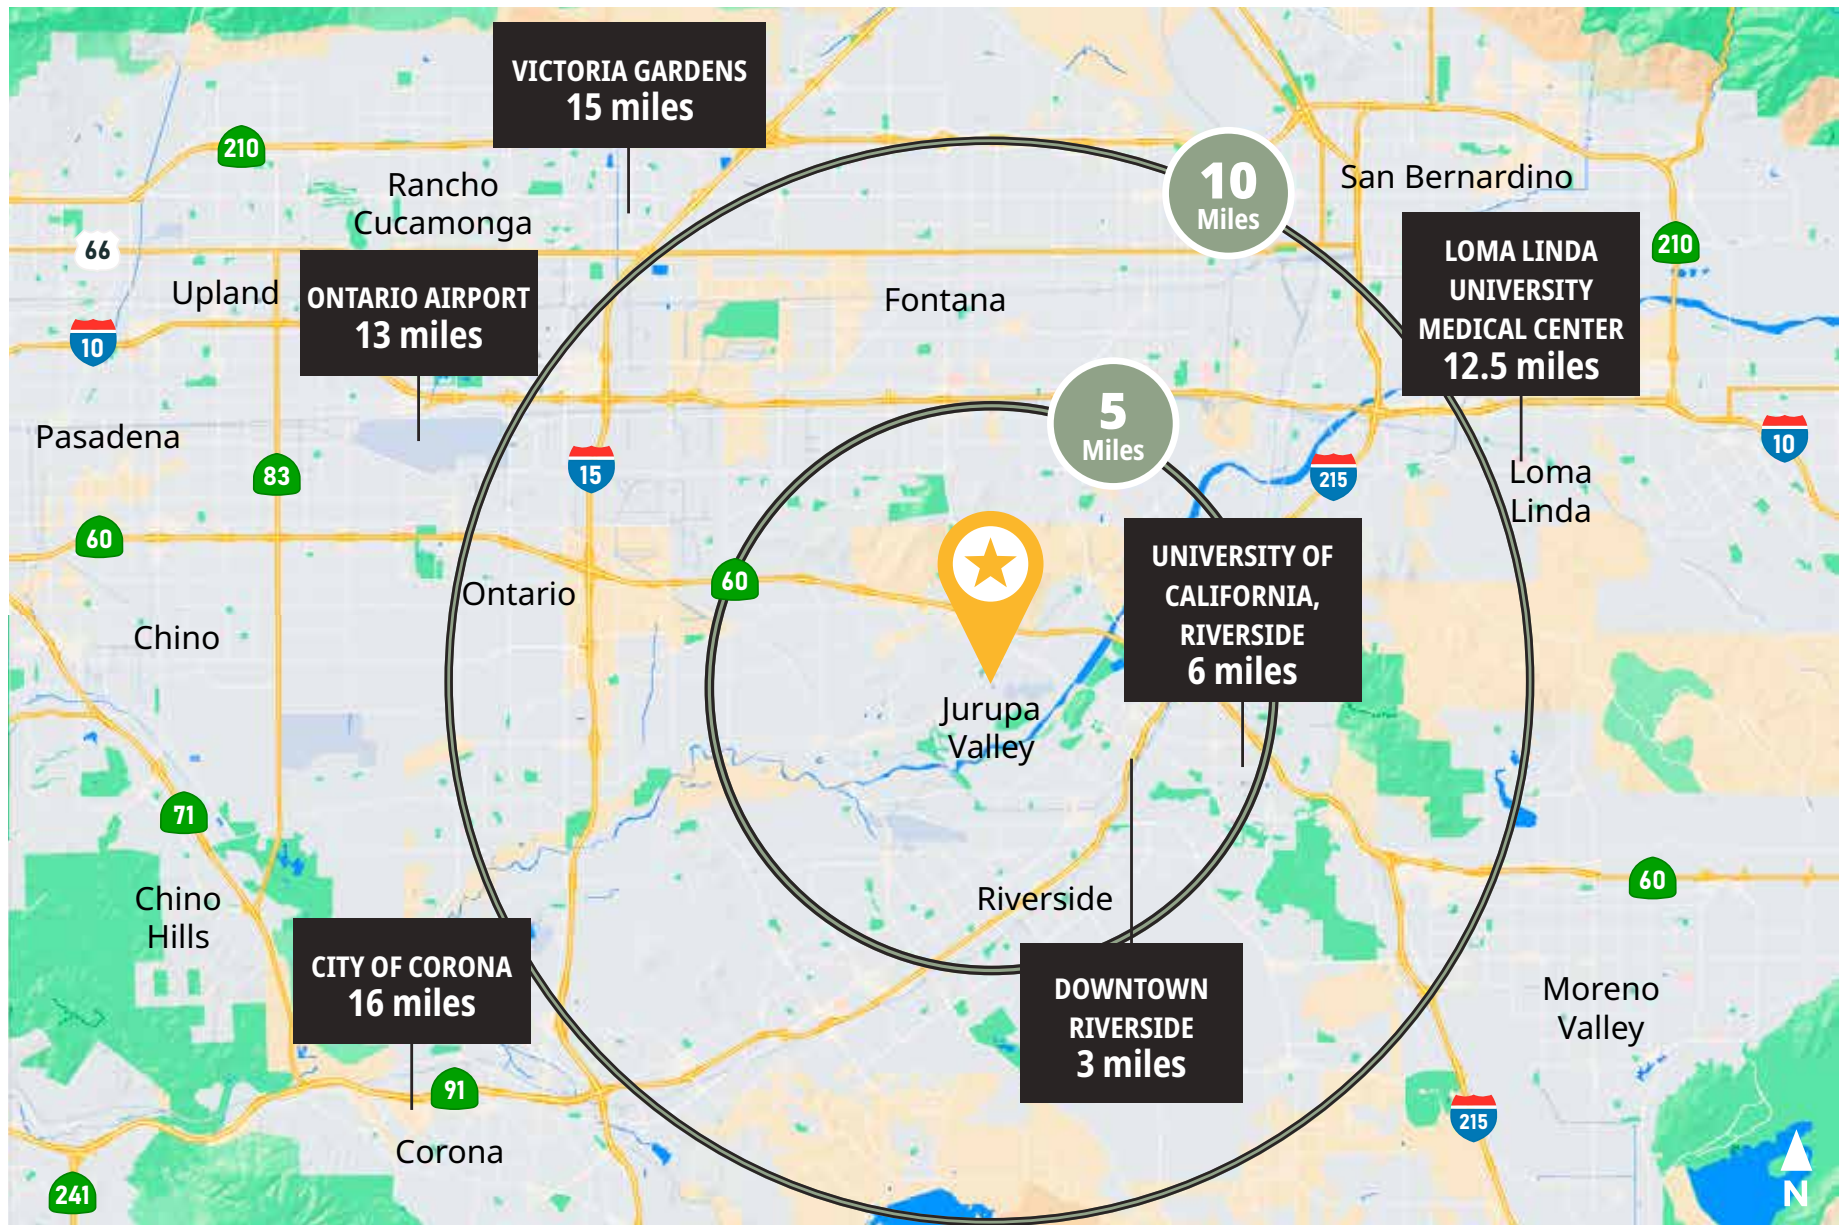 VICTORIA GARDENS
15 miles
210
Rancho
Cucamonga
10
Miles
San Bernardino
66
LOMA LINDA
UNIVERSITY
MEDICAL CENTER
12.5 miles
210
Upland
ONTARIO AIRPORT
13 miles
Fontana
10
5
Miles
Pasadena
10
83
15
215
Loma
Linda
60
UNIVERSITY OF
CALIFORNIA,
RIVERSIDE
6 miles
60
Ontario
Chino
Jurupa
Valley
71
60
Chino
Hills
Riverside
CITY OF CORONA
16 miles
DOWNTOWN
RIVERSIDE
3 miles
Moreno
Valley
91
215
Corona
241
N